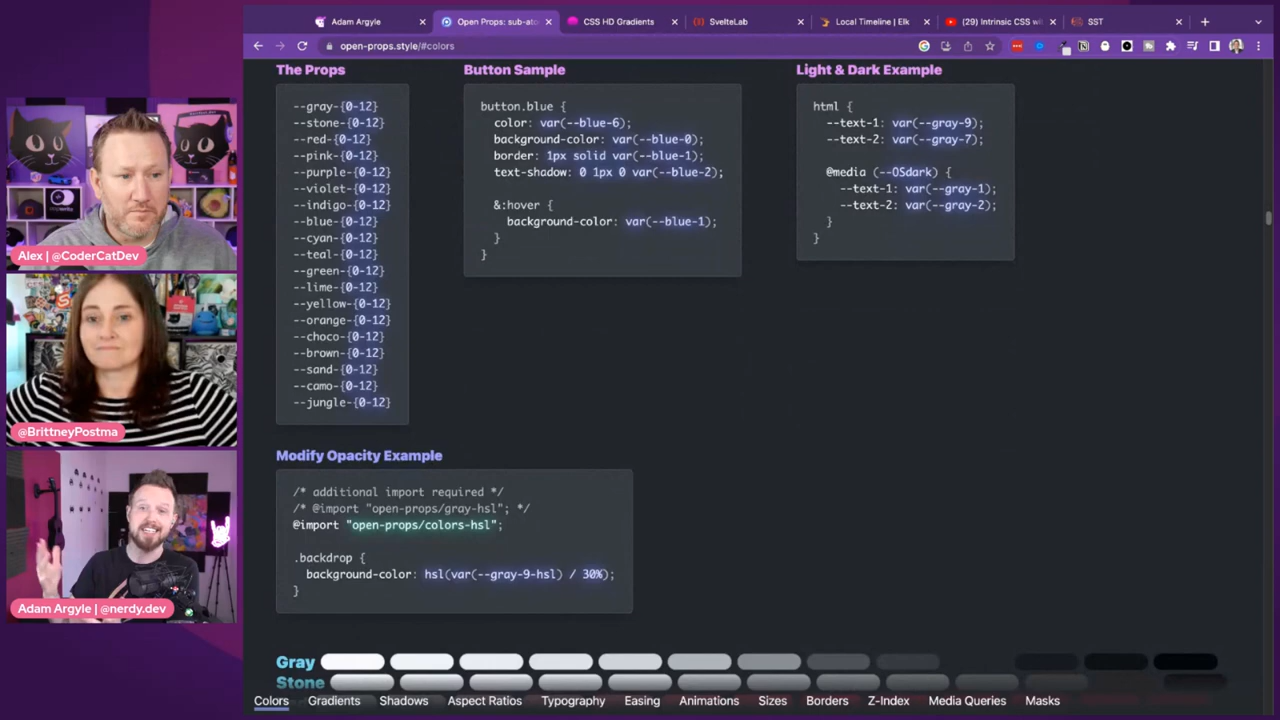 Adam Argyle
Open Props: sub-ato
CSS HD Gradients
SvelteLab
Local Timeline | Elk
(29) Intrinsic CSS wi
SST
open-props.style/#colors
The Props
--gray-{0-12}
--stone-{0-12}
--red-{0-12}
--pink-{0-12}
--purple-{0-12}
--violet-{0-12}
--indigo-{0-12}
--blue-{0-12}
--cyan-{0-12}
--teal-{0-12}
--green-{0-12}
--lime-{0-12}
--yellow-{0-12}
--orange-{0-12}
--choco-{0-12}
--brown-{0-12}
--sand-{0-12}
--camo-{0-12}
--jungle-{0-12}
Button Sample
button.blue {
color: var(--blue-6);
background-color: var(--blue-0);
border: 1px solid var(--blue-1);
text-shadow: 0 1px 0 var(--blue-2);
&:hover {
background-color: var(--blue-1);
}
}
Light & Dark Example
html {
--text-1: var(--gray-9);
--text-2: var(--gray-7);
@media (--OSdark) {
--text-1: var(--gray-1);
--text-2: var(--gray-2);
}
}
Modify Opacity Example
/* additional import required */
/* @import "open-props/gray-hsl"; */
@import "open-props/colors-hsl";
.backdrop {
background-color: hsl(var(--gray-9-hsl) / 30%);
}
Gray
Stone
Colors Gradients Shadows Aspect Ratios Typography Easing Animations Sizes Borders Z-Index Media Queries Masks
Alex | @CoderCatDev
@BrittneyPostma
Adam Argyle | @nerdy.dev